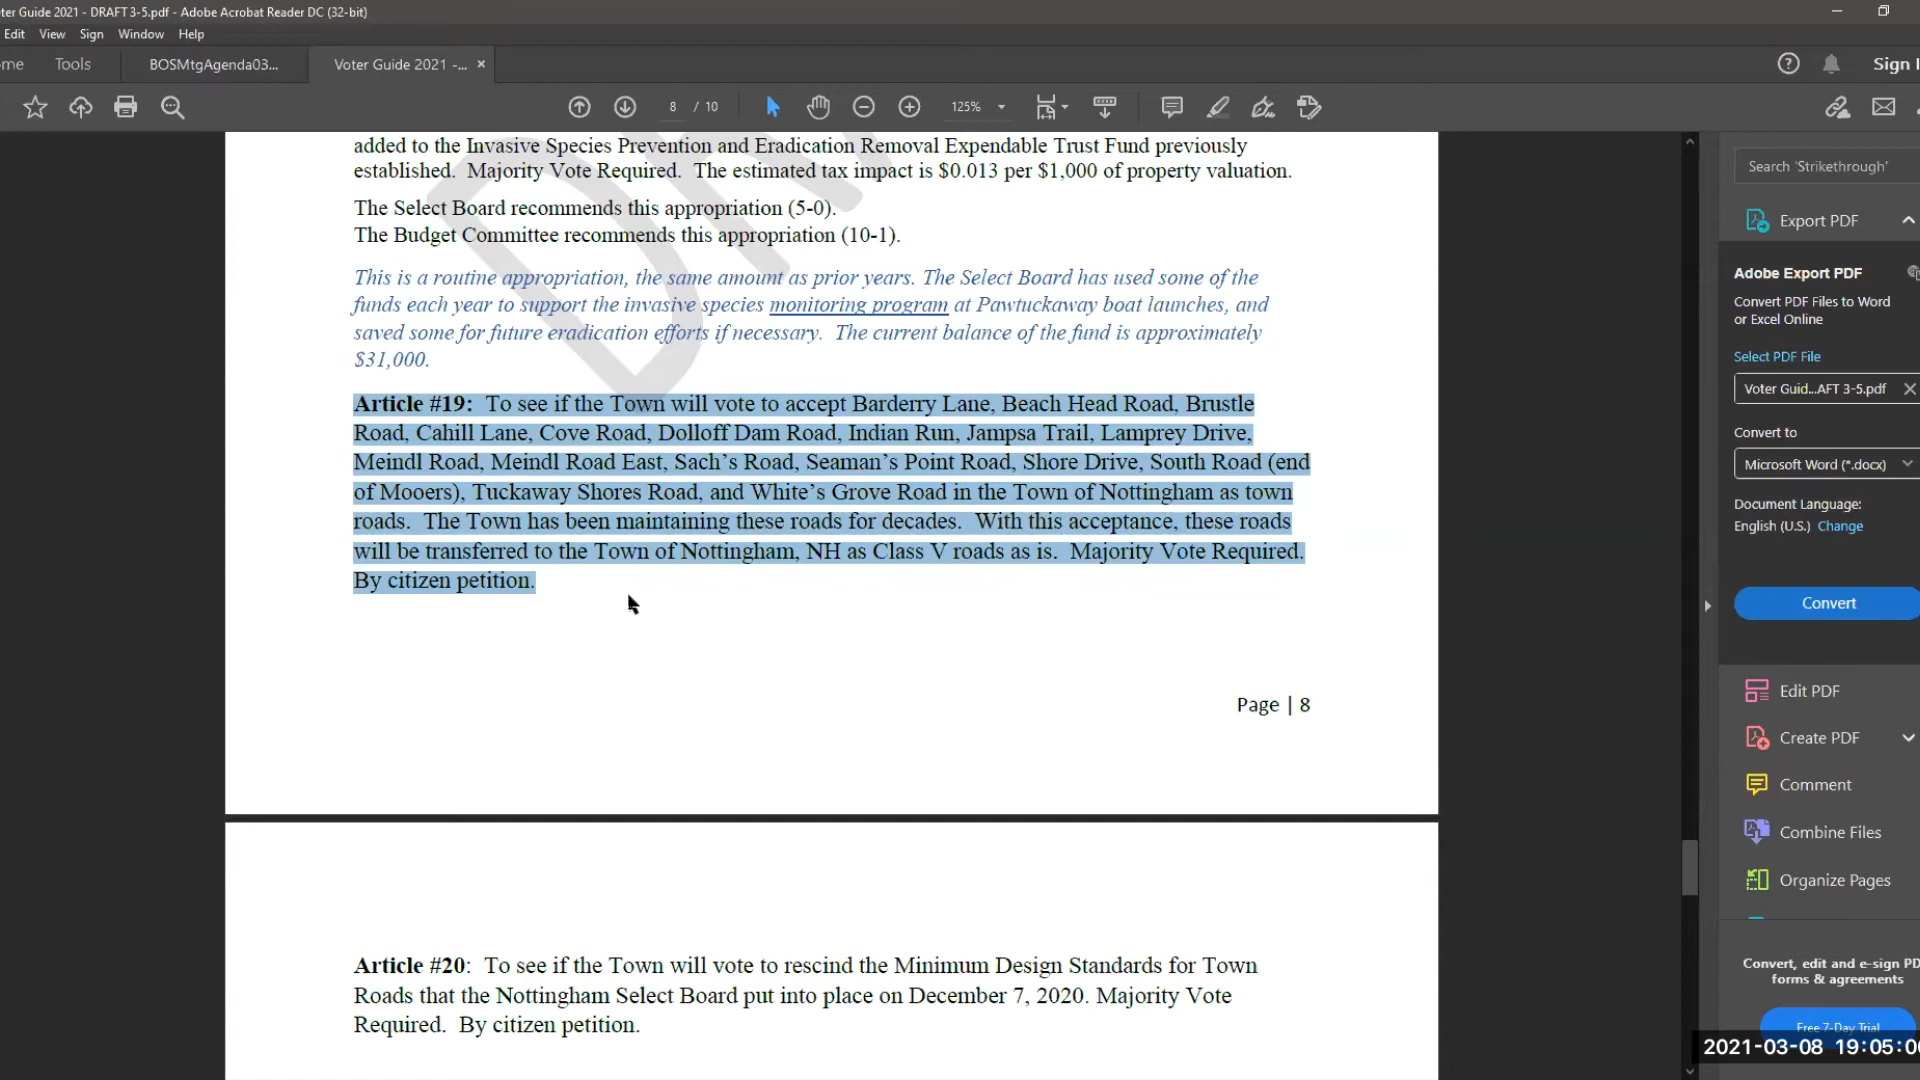 ter Guide 2021 - DRAFT 3-5.pdf - Adobe Acrobat Reader DC (32-bit)
Edit View Sign Window Help
me Tools BOSMtgAgenda03... Voter Guide 2021 -... × Sign I
8 / 10 125%
added to the Invasive Species Prevention and Eradication Removal Expendable Trust Fund previously
established.  Majority Vote Required.  The estimated tax impact is $0.013 per $1,000 of property valuation.
The Select Board recommends this appropriation (5-0).
The Budget Committee recommends this appropriation (10-1).
This is a routine appropriation, the same amount as prior years. The Select Board has used some of the
funds each year to support the invasive species monitoring program at Pawtuckaway boat launches, and
saved some for future eradication efforts if necessary.  The current balance of the fund is approximately
$31,000.
Article #19:  To see if the Town will vote to accept Barderry Lane, Beach Head Road, Brustle
Road, Cahill Lane, Cove Road, Dolloff Dam Road, Indian Run, Jampsa Trail, Lamprey Drive,
Meindl Road, Meindl Road East, Sach's Road, Seaman's Point Road, Shore Drive, South Road (end
of Mooers), Tuckaway Shores Road, and White's Grove Road in the Town of Nottingham as town
roads.  The Town has been maintaining these roads for decades.  With this acceptance, these roads
will be transferred to the Town of Nottingham, NH as Class V roads as is.  Majority Vote Required.
By citizen petition.
Page | 8
Article #20:  To see if the Town will vote to rescind the Minimum Design Standards for Town
Roads that the Nottingham Select Board put into place on December 7, 2020. Majority Vote
Required.  By citizen petition.
Search 'Strikethrough'
Export PDF
Adobe Export PDF
Convert PDF Files to Word
or Excel Online
Select PDF File
Voter Guid...AFT 3-5.pdf
Convert to
Microsoft Word (*.docx)
Document Language:
English (U.S.) Change
Convert
Edit PDF
Create PDF
Comment
Combine Files
Organize Pages
Convert, edit and e-sign PD
forms & agreements
Free 7-Day Trial
2021-03-08 19:05:0